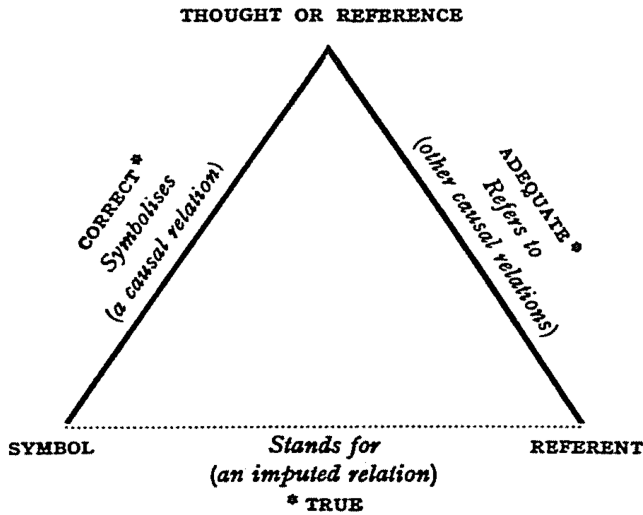 THOUGHT OR REFERENCE
CORRECT*
Symbolises
(a causal relation)
ADEQUATE*
Refers to
(other causal relations)
SYMBOL
Stands for
(an imputed relation)
* TRUE
REFERENT